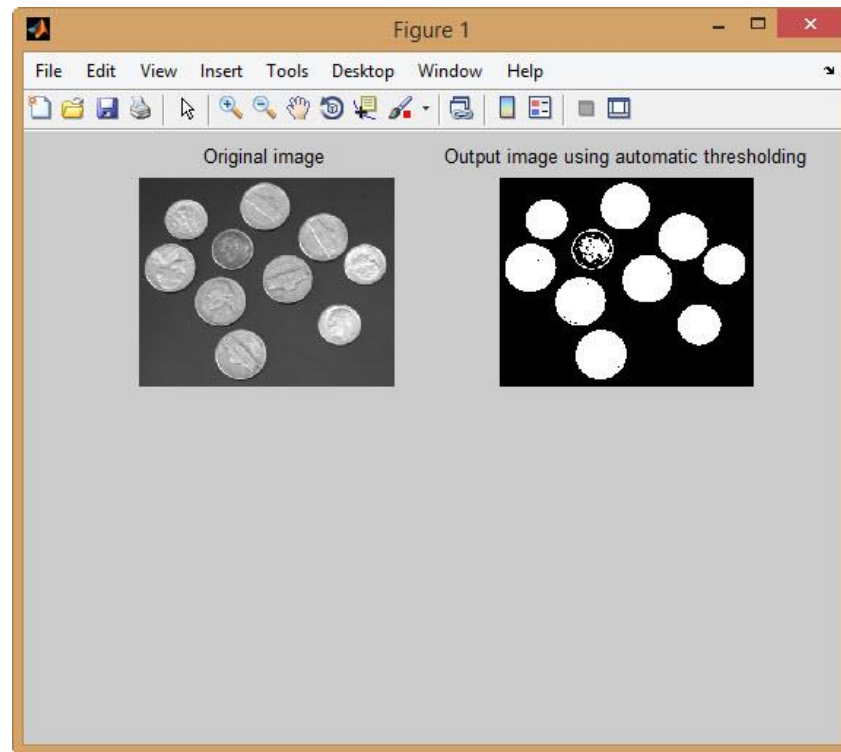 Figure 1
File Edit View Insert Tools Desktop Window Help
Original image
Output image using automatic thresholding